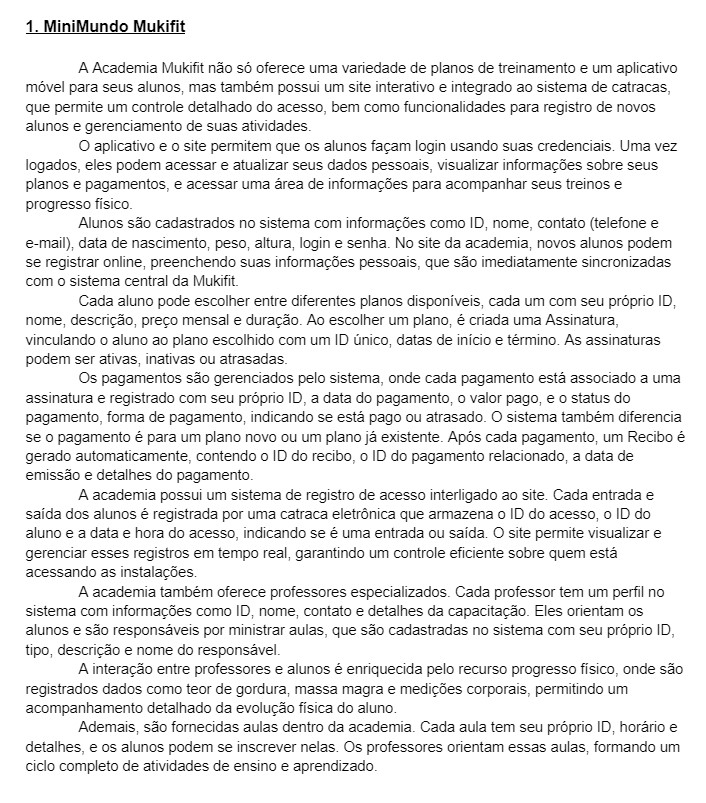 1. MiniMundo Mukifit
A Academia Mukifit não só oferece uma variedade de planos de treinamento e um aplicativo
móvel para seus alunos, mas também possui um site interativo e integrado ao sistema de catracas,
que permite um controle detalhado do acesso, bem como funcionalidades para registro de novos
alunos e gerenciamento de suas atividades.
O aplicativo e o site permitem que os alunos façam login usando suas credenciais. Uma vez
logados, eles podem acessar e atualizar seus dados pessoais, visualizar informações sobre seus
planos e pagamentos, e acessar uma área de informações para acompanhar seus treinos e
progresso físico.
Alunos são cadastrados no sistema com informações como ID, nome, contato (telefone e
e-mail), data de nascimento, peso, altura, login e senha. No site da academia, novos alunos podem
se registrar online, preenchendo suas informações pessoais, que são imediatamente sincronizadas
com o sistema central da Mukifit.
Cada aluno pode escolher entre diferentes planos disponíveis, cada um com seu próprio ID,
nome, descrição, preço mensal e duração. Ao escolher um plano, é criada uma Assinatura,
vinculando o aluno ao plano escolhido com um ID único, datas de início e término. As assinaturas
podem ser ativas, inativas ou atrasadas.
Os pagamentos são gerenciados pelo sistema, onde cada pagamento está associado a uma
assinatura e registrado com seu próprio ID, a data do pagamento, o valor pago, e o status do
pagamento, forma de pagamento, indicando se está pago ou atrasado. O sistema também diferencia
se o pagamento é para um plano novo ou um plano já existente. Após cada pagamento, um Recibo é
gerado automaticamente, contendo o ID do recibo, o ID do pagamento relacionado, a data de
emissão e detalhes do pagamento.
A academia possui um sistema de registro de acesso interligado ao site. Cada entrada e
saída dos alunos é registrada por uma catraca eletrônica que armazena o ID do acesso, o ID do
aluno e a data e hora do acesso, indicando se é uma entrada ou saída. O site permite visualizar e
gerenciar esses registros em tempo real, garantindo um controle eficiente sobre quem está
acessando as instalações.
A academia também oferece professores especializados. Cada professor tem um perfil no
sistema com informações como ID, nome, contato e detalhes da capacitação. Eles orientam os
alunos e são responsáveis por ministrar aulas, que são cadastradas no sistema com seu próprio ID,
tipo, descrição e nome do responsável.
A interação entre professores e alunos é enriquecida pelo recurso progresso físico, onde são
registrados dados como teor de gordura, massa magra e medições corporais, permitindo um
acompanhamento detalhado da evolução física do aluno.
Ademais, são fornecidas aulas dentro da academia. Cada aula tem seu próprio ID, horário e
detalhes, e os alunos podem se inscrever nelas. Os professores orientam essas aulas, formando um
ciclo completo de atividades de ensino e aprendizado.